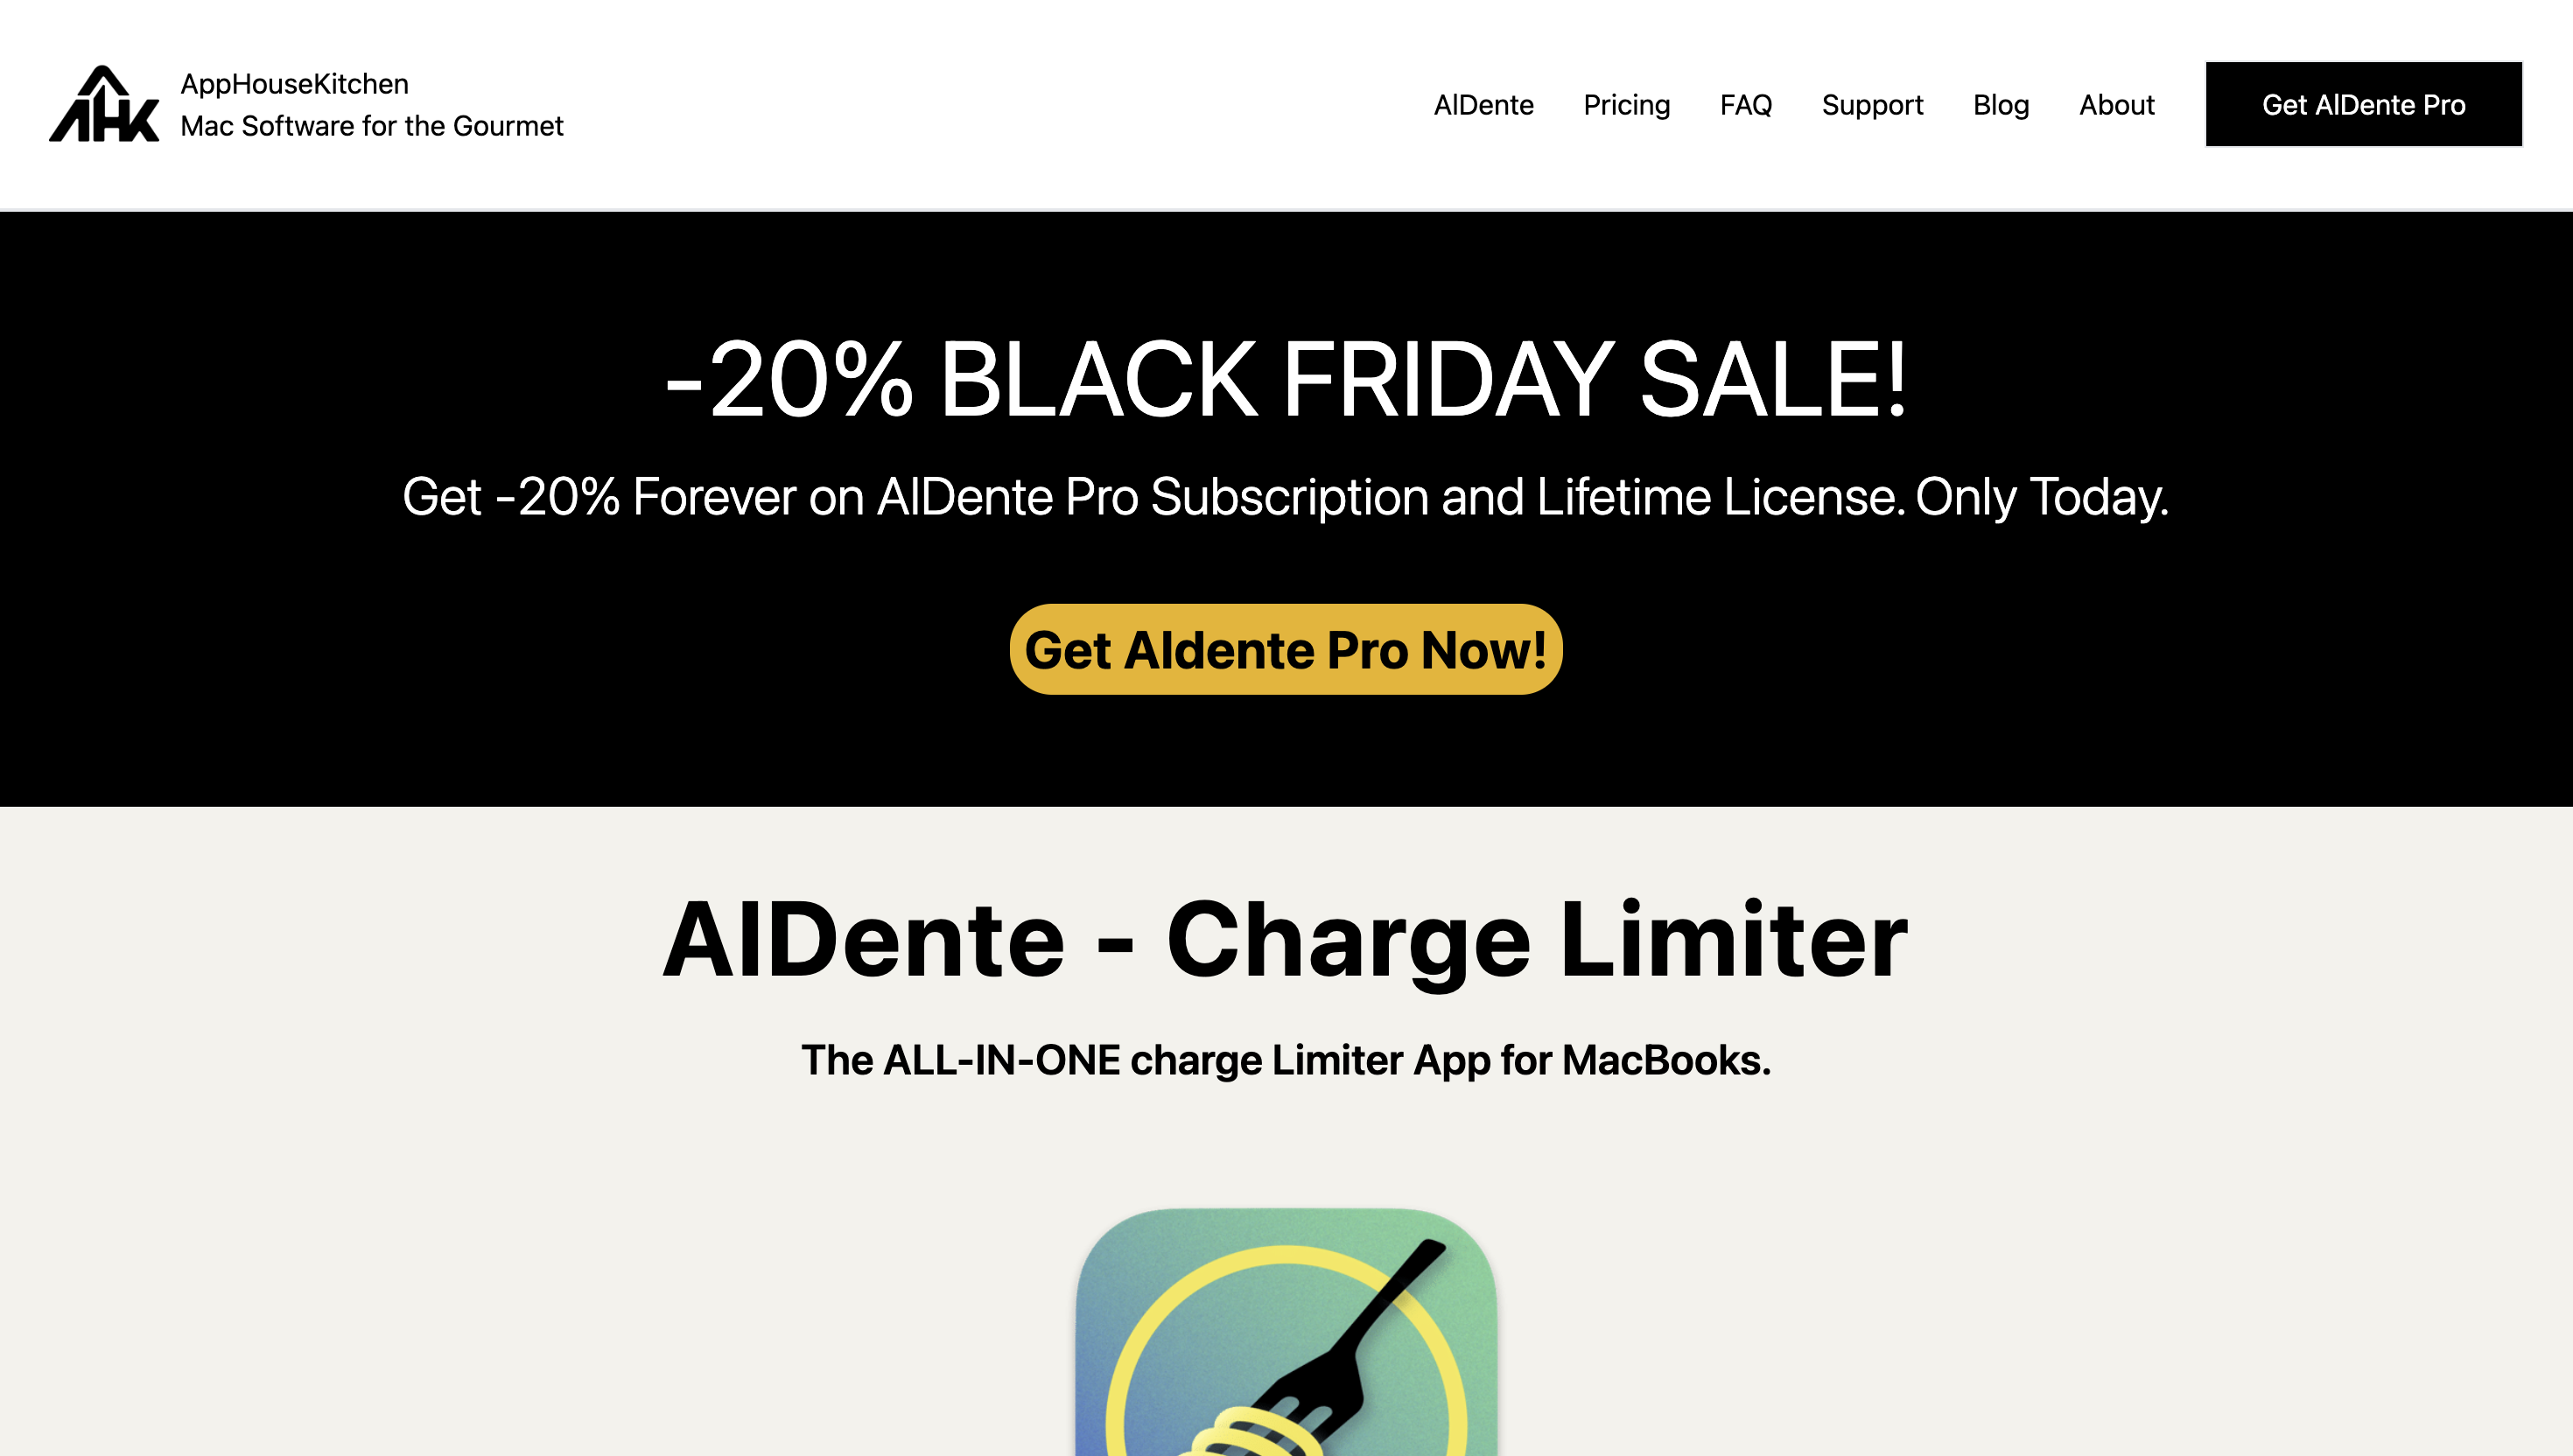 AHK
AppHouseKitchen
Mac Software for the Gourmet
AlDente
Pricing
FAQ
Support
Blog
About
Get AlDente Pro
-20% BLACK FRIDAY SALE!
Get -20% Forever on AlDente Pro Subscription and Lifetime License. Only Today.
Get Aldente Pro Now!
AlDente - Charge Limiter
The ALL-IN-ONE charge Limiter App for MacBooks.